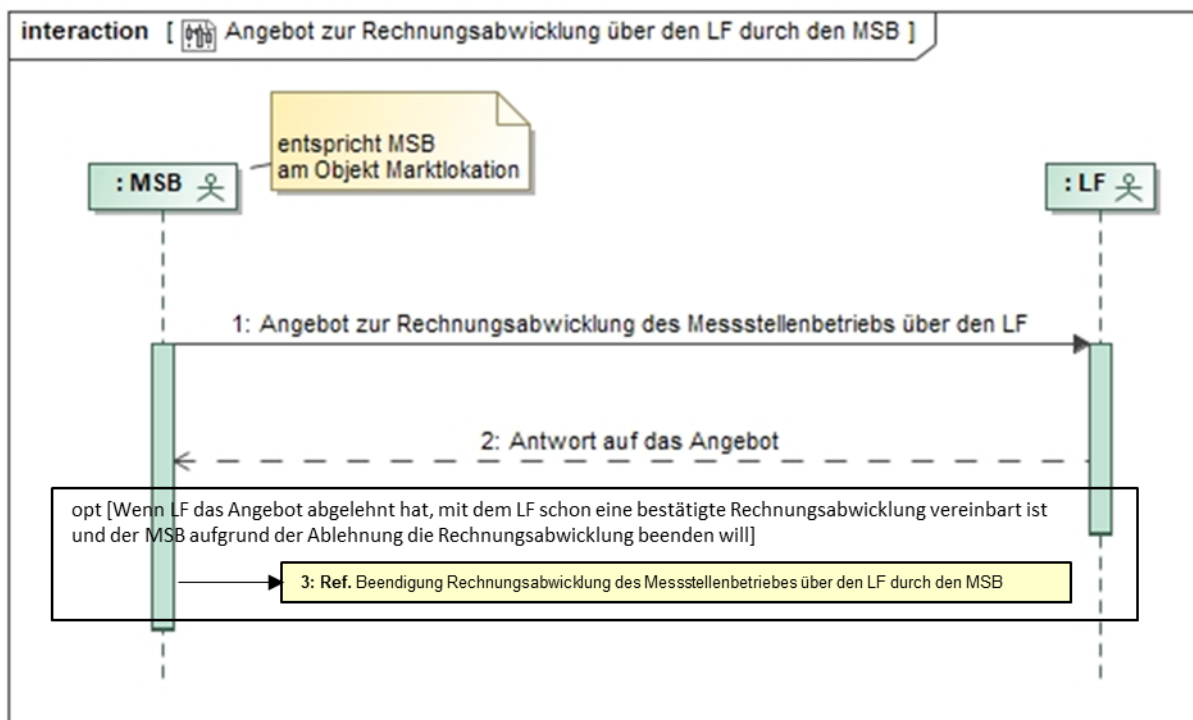 interaction [ Angebot zur Rechnungsabwicklung über den LF durch den MSB ]
entspricht MSB
am Objekt Marktlokation
: MSB
: LF
1: Angebot zur Rechnungsabwicklung des Messstellenbetriebs über den LF
2: Antwort auf das Angebot
opt [Wenn LF das Angebot abgelehnt hat, mit dem LF schon eine bestätigte Rechnungsabwicklung vereinbart ist
und der MSB aufgrund der Ablehnung die Rechnungsabwicklung beenden will]
3: Ref. Beendigung Rechnungsabwicklung des Messstellenbetriebes über den LF durch den MSB